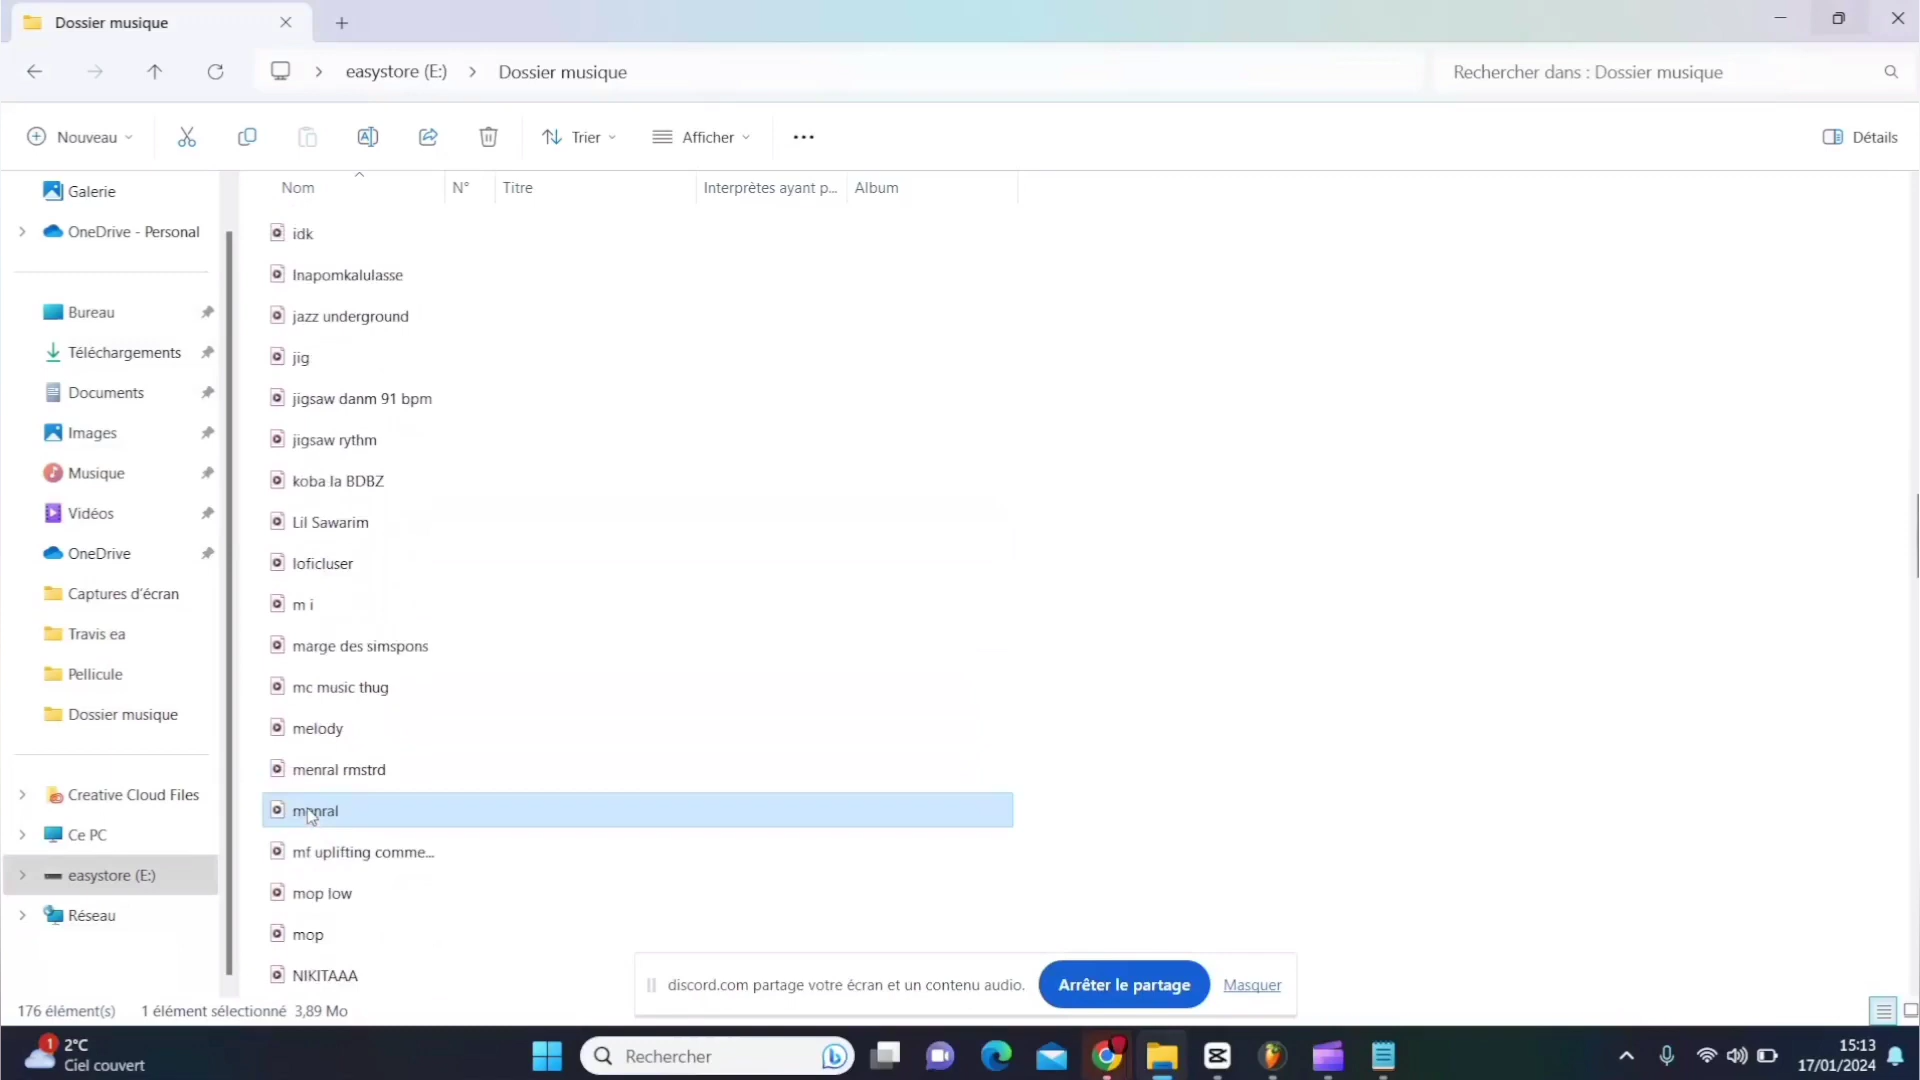 Dossier musique
easystore (E:)
Dossier musique
Rechercher dans : Dossier musique
Nouveau
Trier
Afficher
Détails
Galerie
OneDrive - Personal
Bureau
Téléchargements
Documents
Images
Musique
Vidéos
OneDrive
Captures d'écran
Travis ea
Pellicule
Dossier musique
Creative Cloud Files
Ce PC
easystore (E:)
Réseau
Nom
N°
Titre
Interprètes ayant p...
Album
idk
Inapomkalulasse
jazz underground
jig
jigsaw danm 91 bpm
jigsaw rythm
koba la BDBZ
Lil Sawarim
loficluser
m i
marge des simspons
mc music thug
melody
menral rmstrd
menral
mf uplifting comme...
mop low
mop
NIKITAAA
discord.com partage votre écran et un contenu audio.
Arrêter le partage
Masquer
176 élément(s)
1 élément sélectionné 3,89 Mo
1
2°C
Ciel couvert
Rechercher
15:13
17/01/2024